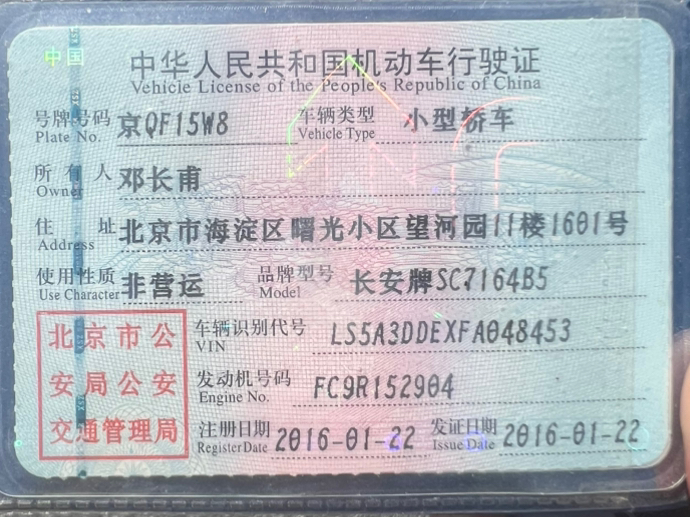 中国
中华人民共和国机动车行驶证
Vehicle License of the People's Republic of China
号牌号码 京QF15W8 车辆类型 小型轿车
Plate No. Vehicle Type
所有人 邓长甫
Owner
住址 北京市海淀区曙光小区望河园11楼1601号
Address
使用性质 非营运 品牌型号 长安牌SC7164B5
Use Character Model
北京市公
安局公安
交通管理局
车辆识别代号 LS5A3DDEXFA048453
VIN
发动机号码 FC9R152904
Engine No.
注册日期 2016-01-22 发证日期 2016-01-22
Register Date Issue Date